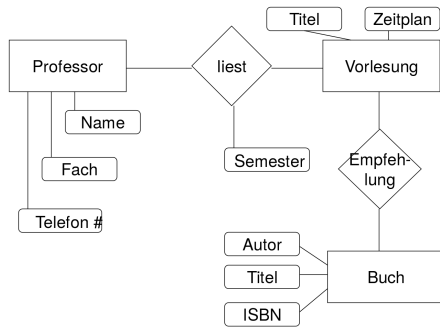 Titel
Zeitplan
Professor
liest
Vorlesung
Name
Fach
Telefon #
Semester
Empfeh-
lung
Autor
Titel
ISBN
Buch